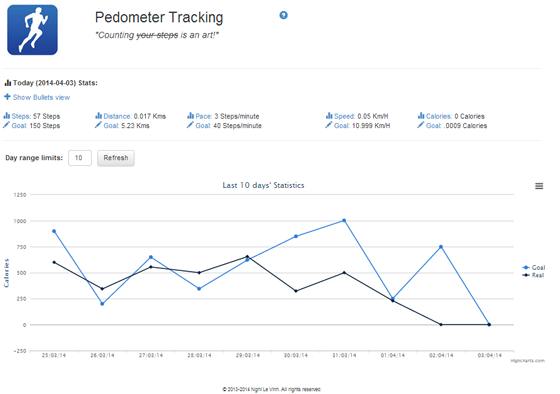 Pedometer Tracking
"Counting your steps is an art!"
Today (2014-04-03) Stats:
Show Bullets view
Steps: 57 Steps Distance: 0.017 Kms Pace: 3 Steps/minute Speed: 0.05 Km/H Calories: 0 Calories
Goal: 150 Steps Goal: 5.23 Kms Goal: 40 Steps/minute Goal: 10.999 Km/H Goal: .0009 Calories
Day range limits: 10 Refresh
Last 10 days' Statistics
Calories
1250
1000
750
500
250
0
-250
25/03/14 26/03/14 27/03/14 28/03/14 29/03/14 30/03/14 31/03/14 01/04/14 02/04/14 03/04/14
Goal
Real
Highcharts.com
© 2013-2014 Nghi Le Vinh. All rights reserved